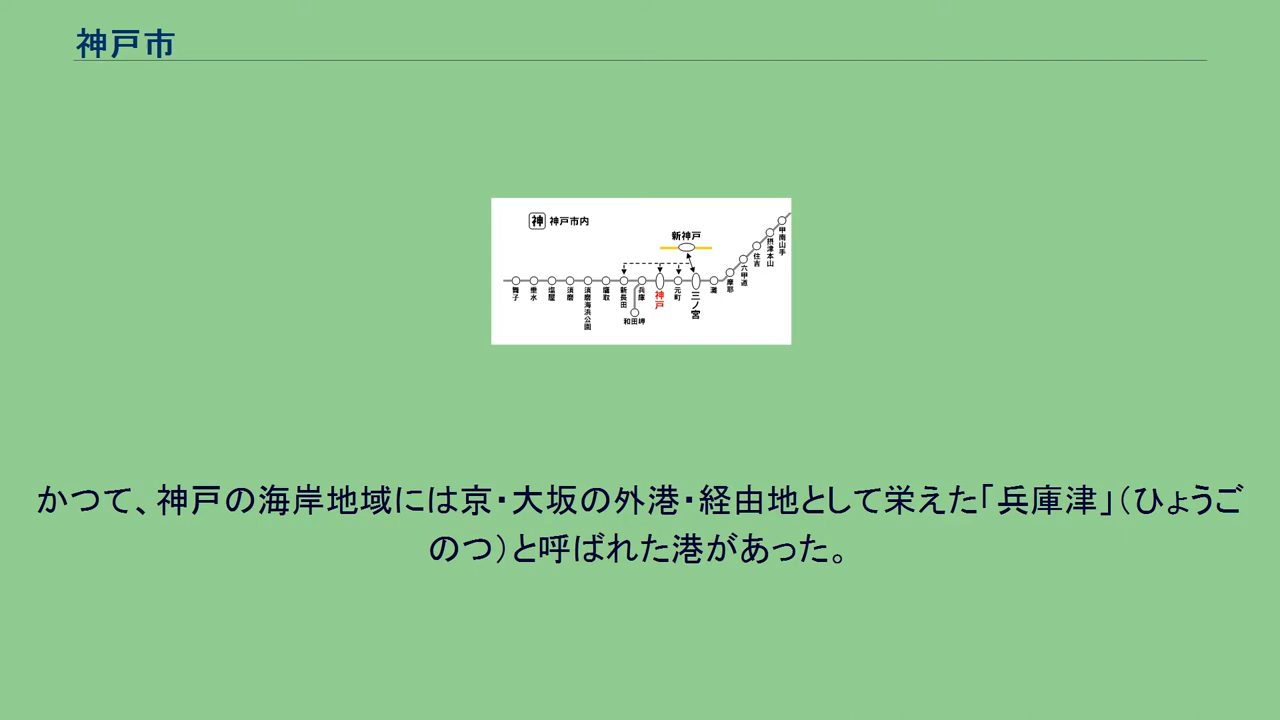 神戸市
神 神戸市内
新神戸
舞子
垂水
塩屋
須磨
須磨海浜公園
鷹取
新長田
兵庫
和田岬
神戸
元町
三ノ宮
灘
摩耶
六甲道
住吉
摂津本山
甲南山手
かつて、神戸の海岸地域には京・大坂の外港・経由地として栄えた「兵庫津」(ひょうご
のつ)と呼ばれた港があった。